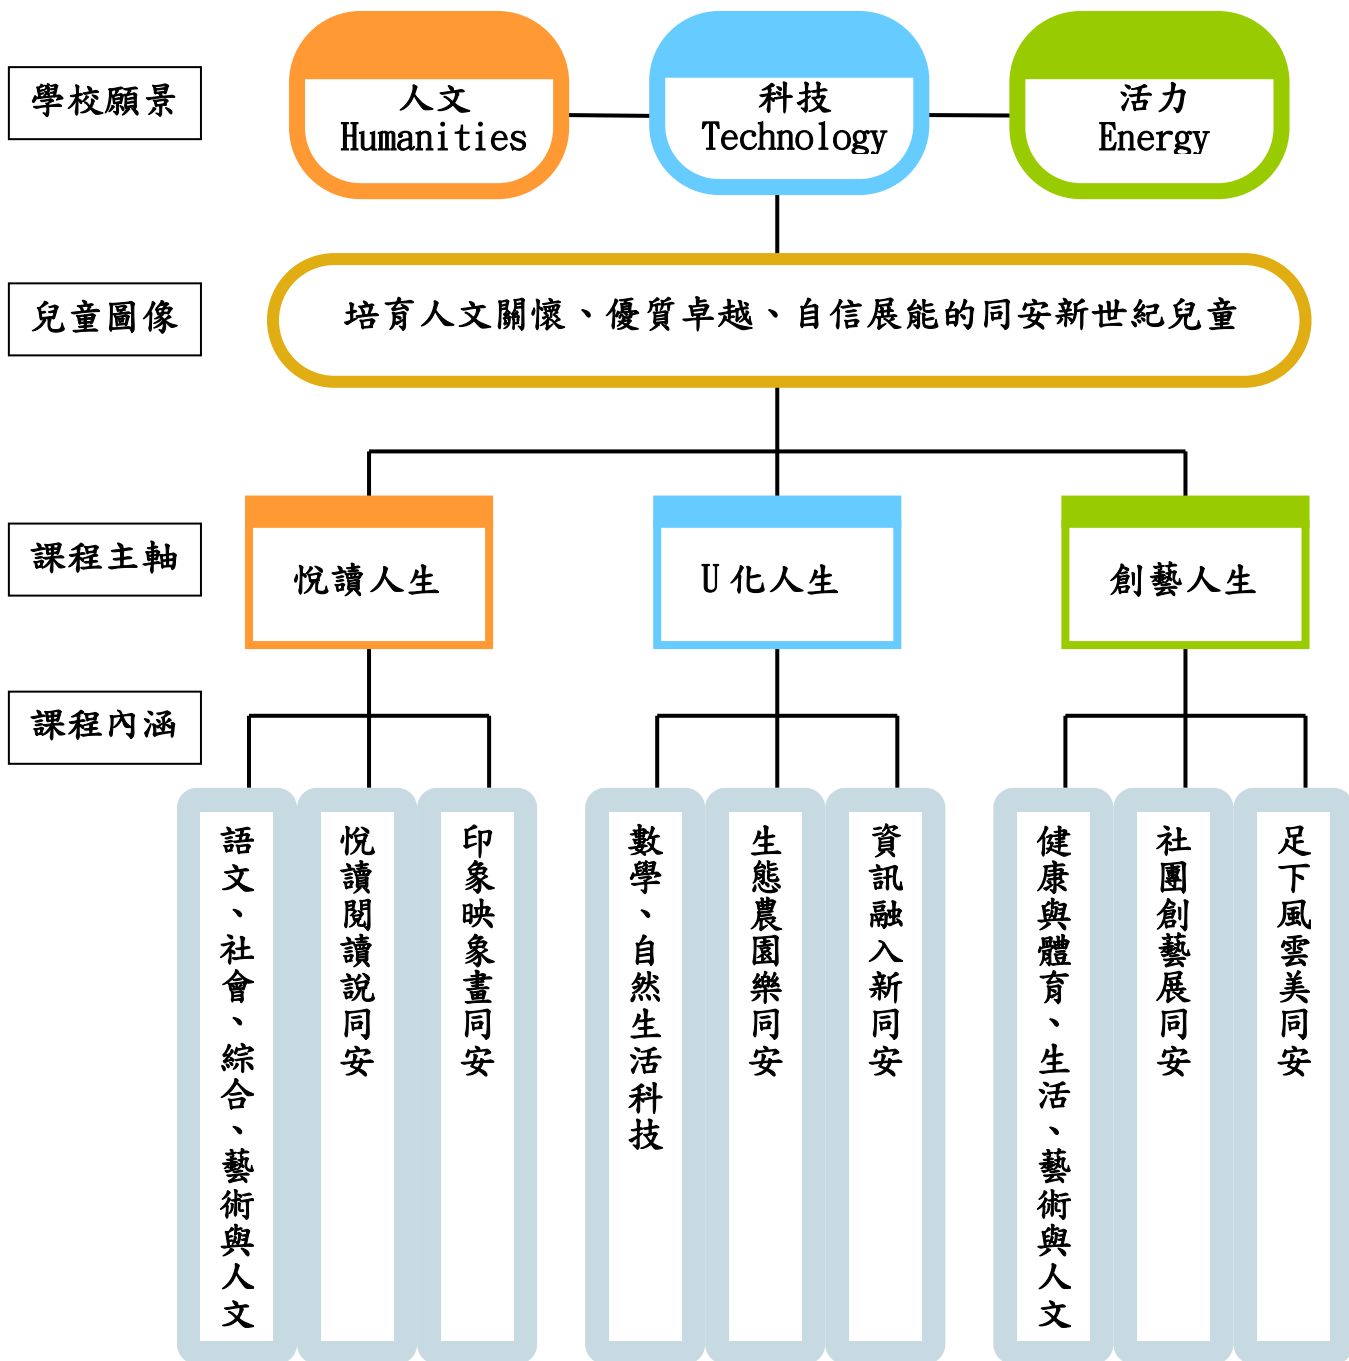 學校願景
人文
Humanities
科技
Technology
活力
Energy
兒童圖像
培育人文關懷、優質卓越、自信展能的同安新世紀兒童
課程主軸
悅讀人生
U化人生
創藝人生
課程內涵
語文、社會、綜合、藝術與人文
悅讀閱讀說同安
印象映象畫同安
數學、自然生活科技
生態農園樂同安
資訊融入新同安
健康與體育、生活、藝術與人文
社團創藝展同安
足下風雲美同安